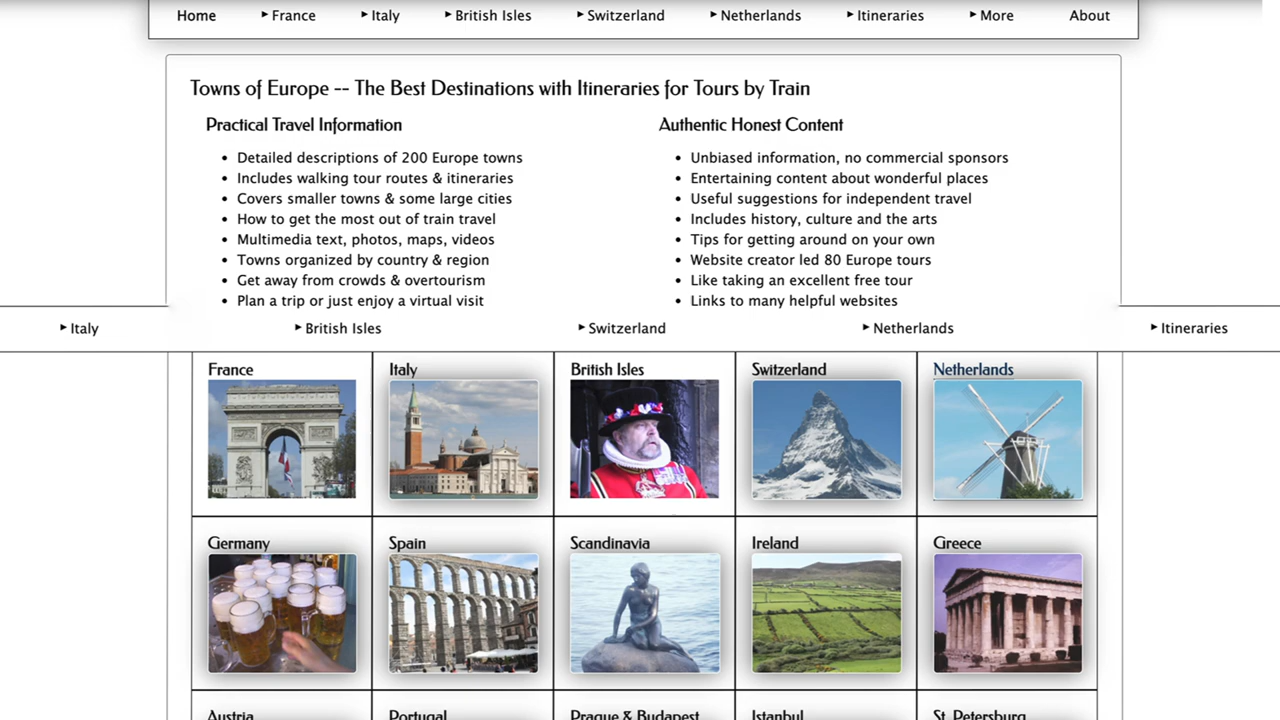 Home ▸ France ▸ Italy ▸ British Isles ▸ Switzerland ▸ Netherlands ▸ Itineraries ▸ More About
Towns of Europe -- The Best Destinations with Itineraries for Tours by Train
Practical Travel Information
• Detailed descriptions of 200 Europe towns
• Includes walking tour routes & itineraries
• Covers smaller towns & some large cities
• How to get the most out of train travel
• Multimedia text, photos, maps, videos
• Towns organized by country & region
• Get away from crowds & overtourism
• Plan a trip or just enjoy a virtual visit
Authentic Honest Content
• Unbiased information, no commercial sponsors
• Entertaining content about wonderful places
• Useful suggestions for independent travel
• Includes history, culture and the arts
• Tips for getting around on your own
• Website creator led 80 Europe tours
• Like taking an excellent free tour
• Links to many helpful websites
▸ Italy ▸ British Isles ▸ Switzerland ▸ Netherlands ▸ Itineraries
France Italy British Isles Switzerland Netherlands
Germany Spain Scandinavia Ireland Greece
Austria Portugal Prague & Budapest Istanbul St. Petersburg